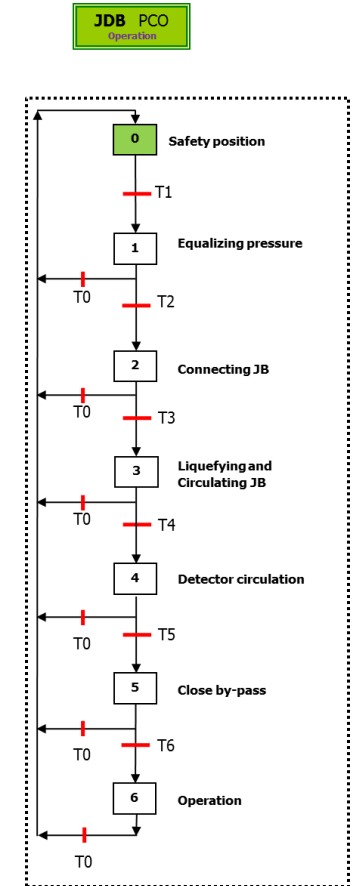 JDB PCO
Operation
0
Safety position
T1
1
Equalizing pressure
T0
T2
2
Connecting JB
T0
T3
3
Liquefying and
Circulating JB
T0
T4
4
Detector circulation
T0
T5
5
Close by-pass
T0
T6
6
Operation
T0